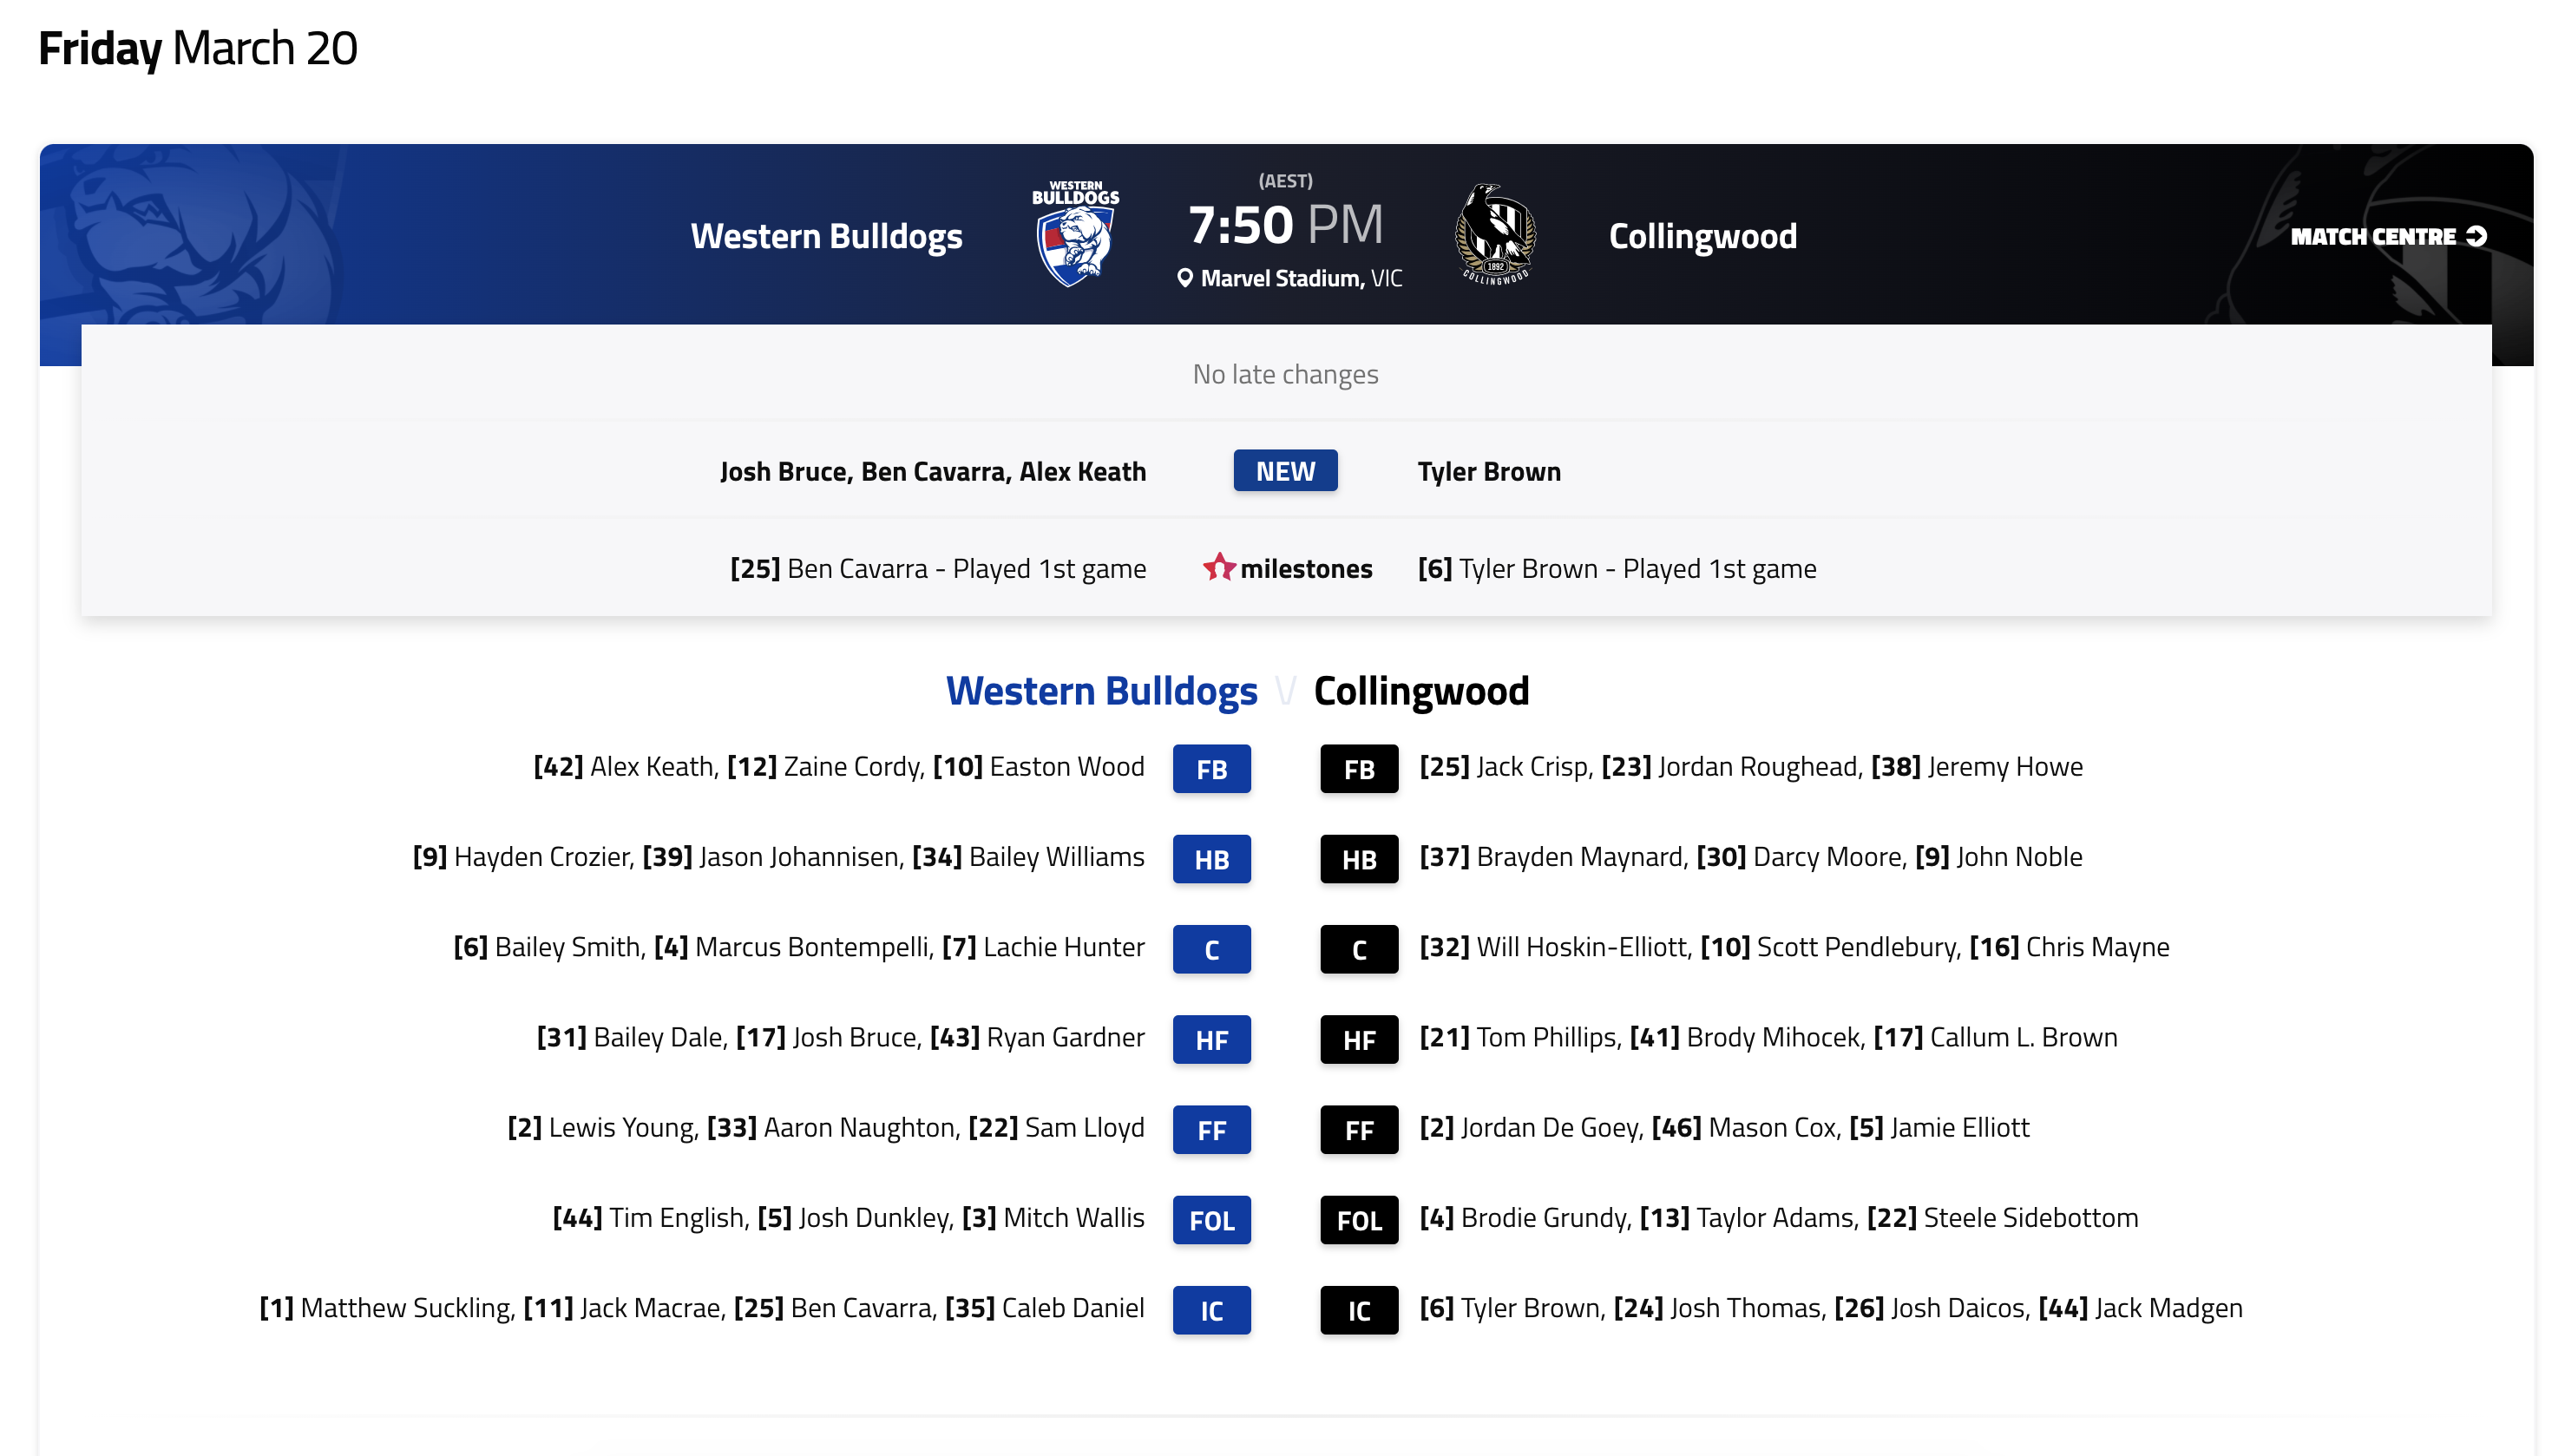 Friday March 20
(AEST)
WESTERN
BULLDOGS
Western Bulldogs
7:50 PM
Collingwood
MATCH CENTRE
1892
COLLINGWOOD
Marvel Stadium, VIC
No late changes
Josh Bruce, Ben Cavarra, Alex Keath NEW Tyler Brown
[25] Ben Cavarra - Played 1st game milestones [6] Tyler Brown - Played 1st game
Western Bulldogs V Collingwood
[42] Alex Keath, [12] Zaine Cordy, [10] Easton Wood FB FB [25] Jack Crisp, [23] Jordan Roughead, [38] Jeremy Howe
[9] Hayden Crozier, [39] Jason Johannisen, [34] Bailey Williams HB HB [37] Brayden Maynard, [30] Darcy Moore, [9] John Noble
[6] Bailey Smith, [4] Marcus Bontempelli, [7] Lachie Hunter C C [32] Will Hoskin-Elliott, [10] Scott Pendlebury, [16] Chris Mayne
[31] Bailey Dale, [17] Josh Bruce, [43] Ryan Gardner HF HF [21] Tom Phillips, [41] Brody Mihocek, [17] Callum L. Brown
[2] Lewis Young, [33] Aaron Naughton, [22] Sam Lloyd FF FF [2] Jordan De Goey, [46] Mason Cox, [5] Jamie Elliott
[44] Tim English, [5] Josh Dunkley, [3] Mitch Wallis FOL FOL [4] Brodie Grundy, [13] Taylor Adams, [22] Steele Sidebottom
[1] Matthew Suckling, [11] Jack Macrae, [25] Ben Cavarra, [35] Caleb Daniel IC IC [6] Tyler Brown, [24] Josh Thomas, [26] Josh Daicos, [44] Jack Madgen